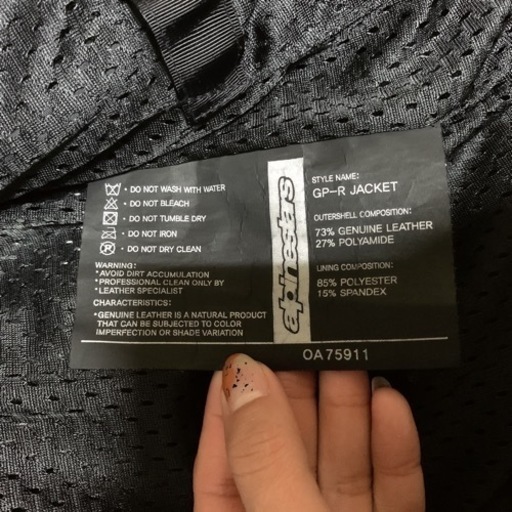 · DO NOT WASH WITH WATER
· DO NOT BLEACH
· DO NOT TUMBLE DRY
· DO NOT IRON
· DO NOT DRY CLEAN
WARNING:
*AVOID DIRT ACCUMULATION
*PROFESSIONAL CLEAN ONLY BY
*LEATHER SPECIALIST
CHARACTERISTICS:
*GENUINE LEATHER IS A NATURAL PRODUCT
THAT CAN BE SUBJECTED TO COLOR
IMPERFECTION OR SHADE VARIATION
alpinestars
STYLE NAME:
GP-R JACKET
OUTERSHELL COMPOSITION:
73% GENUINE LEATHER
27% POLYAMIDE
LINING COMPOSITION:
85% POLYESTER
15% SPANDEX
OA75911